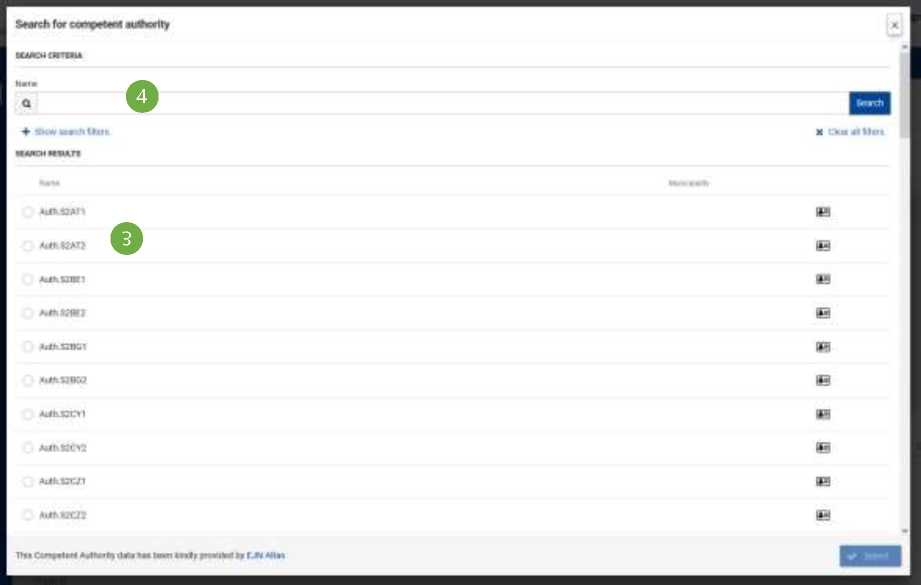 Search for competent authority
SEARCH CRITERIA
Name
4
Search
Show search filters
Clear all filters
SEARCH RESULTS
Name Municipality
Auth.S2AT1
3
Auth.S2AT2
Auth.S2BE1
Auth.S2BE2
Auth.S2BG1
Auth.S2BG2
Auth.S2CY1
Auth.S2CY2
Auth.S2CZ1
Auth.S2CZ2
This Competent Authority data has been kindly provided by EJN Atlas
Select